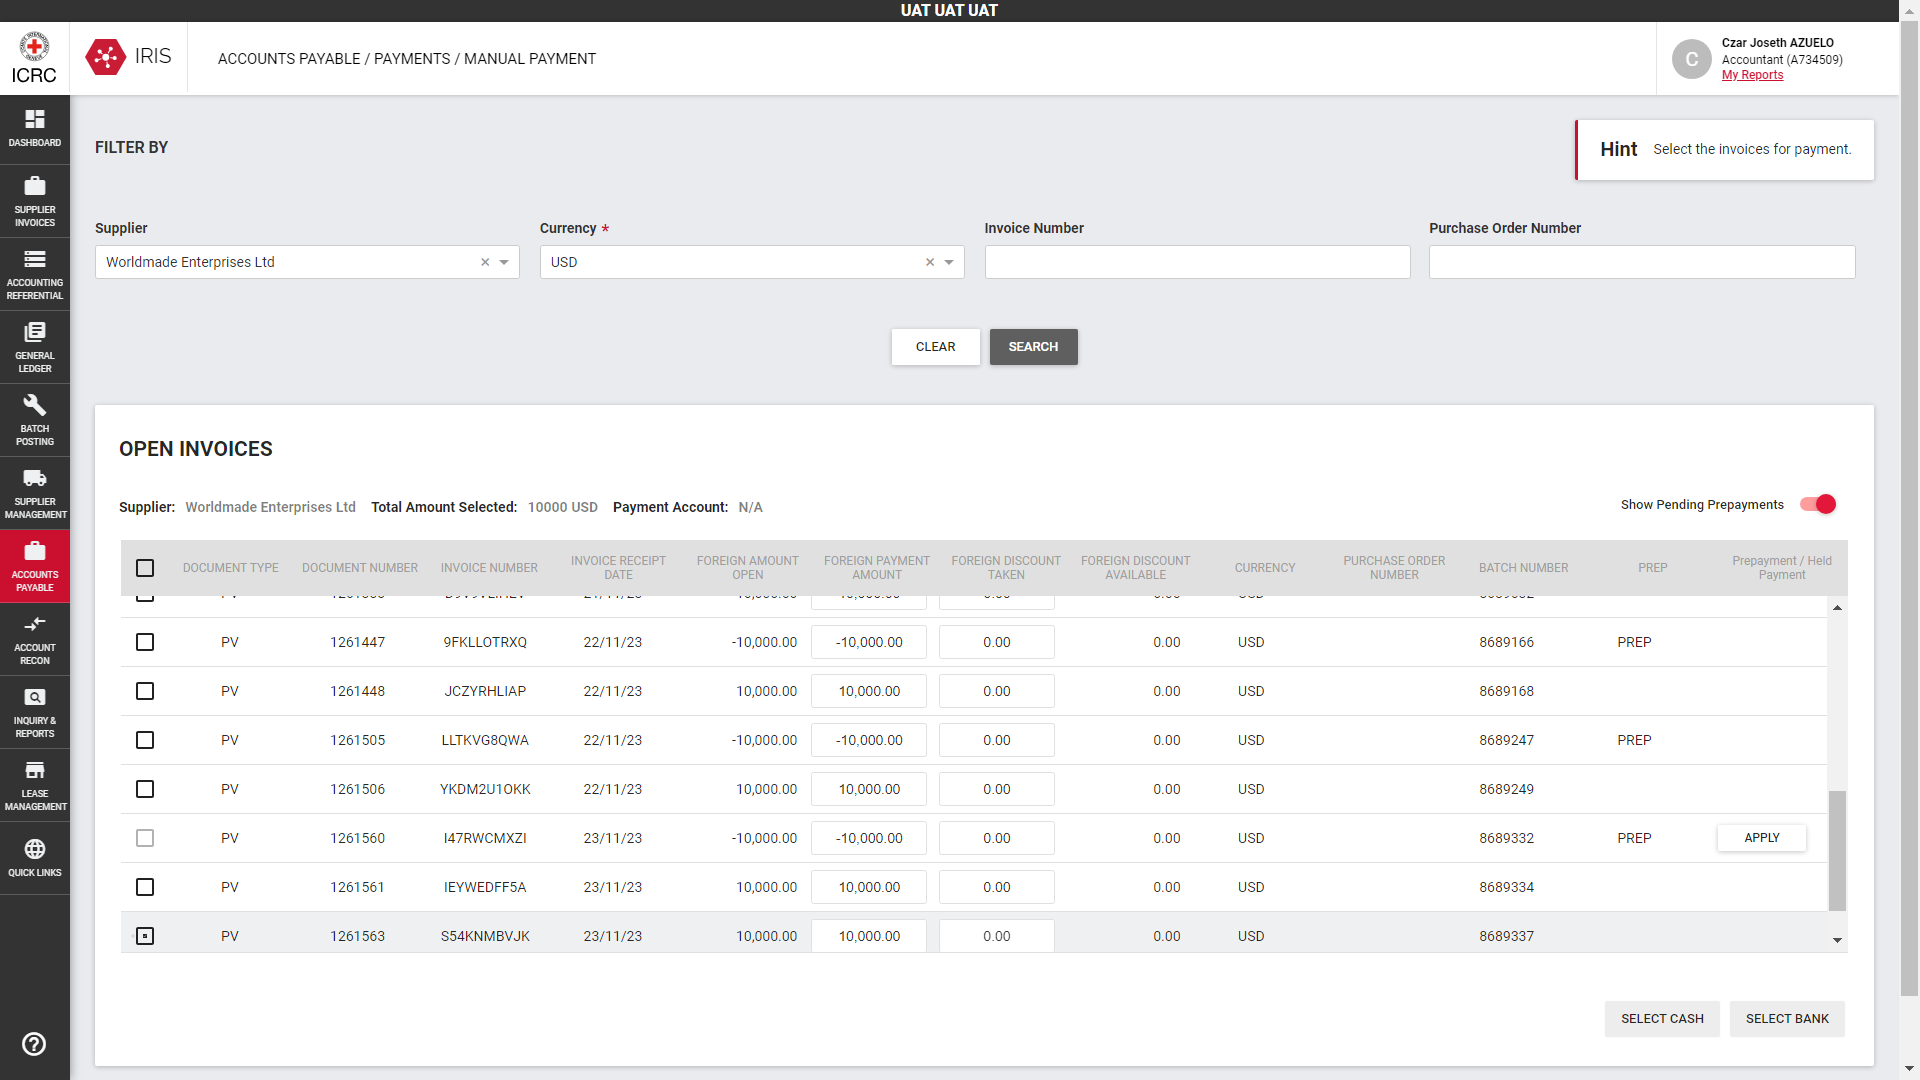 UAT UAT UAT
ICRC
IRIS
ACCOUNTS PAYABLE / PAYMENTS / MANUAL PAYMENT
C
Czar Joseth AZUELO
Accountant (A734509)
My Reports
DASHBOARD
SUPPLIER
INVOICES
ACCOUNTING
REFERENTIAL
GENERAL
LEDGER
BATCH
POSTING
SUPPLIER
MANAGEMENT
ACCOUNTS
PAYABLE
ACCOUNT
RECON
INQUIRY &
REPORTS
LEASE
MANAGEMENT
QUICK LINKS
FILTER BY
Hint Select the invoices for payment.
Supplier Currency * Invoice Number Purchase Order Number
Worldmade Enterprises Ltd USD
CLEAR SEARCH
OPEN INVOICES
Supplier: Worldmade Enterprises Ltd Total Amount Selected: 10000 USD Payment Account: N/A Show Pending Prepayments
DOCUMENT TYPE DOCUMENT NUMBER INVOICE NUMBER INVOICE RECEIPT DATE FOREIGN AMOUNT OPEN FOREIGN PAYMENT AMOUNT FOREIGN DISCOUNT TAKEN FOREIGN DISCOUNT AVAILABLE CURRENCY PURCHASE ORDER NUMBER BATCH NUMBER PREP Prepayment / Held Payment
PV 1261447 9FKLLOTRXQ 22/11/23 -10,000.00 -10,000.00 0.00 0.00 USD 8689166 PREP
PV 1261448 JCZYRHLIAP 22/11/23 10,000.00 10,000.00 0.00 0.00 USD 8689168
PV 1261505 LLTKVG8QWA 22/11/23 -10,000.00 -10,000.00 0.00 0.00 USD 8689247 PREP
PV 1261506 YKDM2U1OKK 22/11/23 10,000.00 10,000.00 0.00 0.00 USD 8689249
PV 1261560 I47RWCMXZI 23/11/23 -10,000.00 -10,000.00 0.00 0.00 USD 8689332 PREP APPLY
PV 1261561 IEYWEDFF5A 23/11/23 10,000.00 10,000.00 0.00 0.00 USD 8689334
PV 1261563 S54KNMBVJK 23/11/23 10,000.00 10,000.00 0.00 0.00 USD 8689337
SELECT CASH SELECT BANK